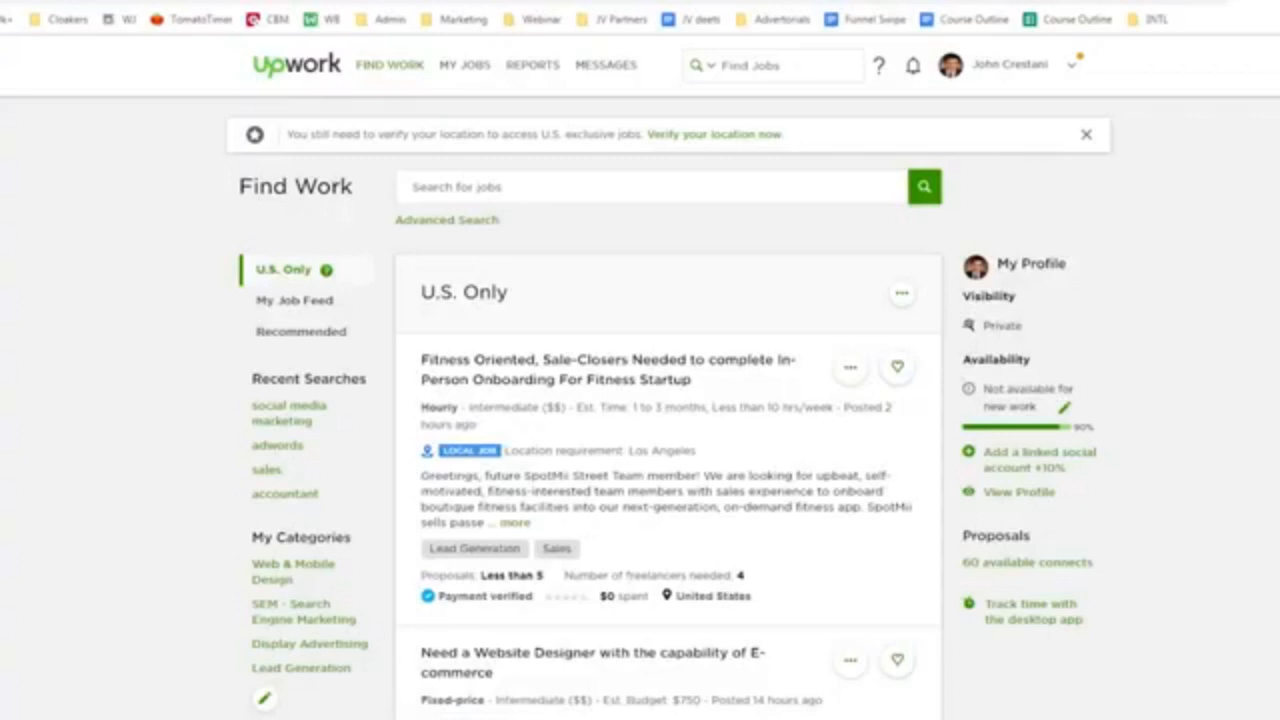 Cloakers WJ TomatoTimer CBM WB Admin Marketing Webinar JV Partners JV deets Advertorials Funnel Swipe Course Outline Course Outline INTL
Upwork FIND WORK MY JOBS REPORTS MESSAGES Find Jobs ? John Crestani
You still need to verify your location to access U.S. exclusive jobs. Verify your location now
Find Work
Search for jobs
Advanced Search
U.S. Only ?
My Job Feed
Recommended
Recent Searches
social media
marketing
adwords
sales
accountant
My Categories
Web & Mobile
Design
SEM - Search
Engine Marketing
Display Advertising
Lead Generation
U.S. Only
Fitness Oriented, Sale-Closers Needed to complete In-
Person Onboarding For Fitness Startup
Hourly - Intermediate ($$) - Est. Time: 1 to 3 months, Less than 10 hrs/week - Posted 2
hours ago
LOCAL JOB Location requirement: Los Angeles
Greetings, future SpotMii Street Team member! We are looking for upbeat, self-
motivated, fitness-interested team members with sales experience to onboard
boutique fitness facilities into our next-generation, on-demand fitness app. SpotMii
sells passe ... more
Lead Generation Sales
Proposals: Less than 5 Number of freelancers needed: 4
Payment verified $0 spent United States
Need a Website Designer with the capability of E-
commerce
Fixed-price - Intermediate ($$) - Est. Budget: $750 - Posted 14 hours ago
My Profile
Visibility
Private
Availability
Not available for
new work
90%
Add a linked social
account +10%
View Profile
Proposals
60 available connects
Track time with
the desktop app